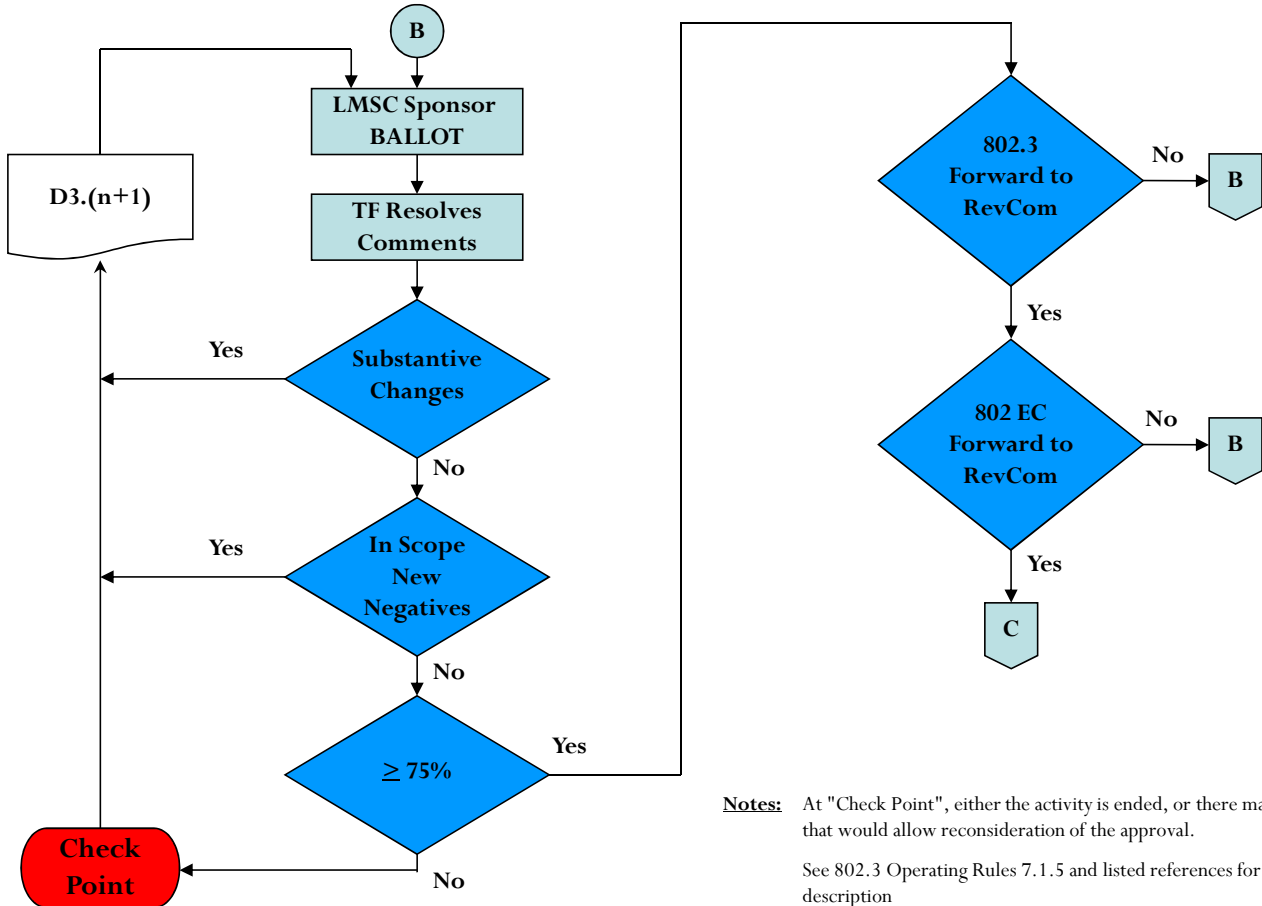 B
LMSC Sponsor
BALLOT
D3.(n+1)
TF Resolves
Comments
Yes
Substantive
Changes
No
Yes
In Scope
New
Negatives
No
≥ 75%
Yes
Check
Point
No
802.3
Forward to
RevCom
No
B
Yes
802 EC
Forward to
RevCom
No
B
Yes
C
Notes: At "Check Point", either the activity is ended, or there
that would allow reconsideration of the approval.
See 802.3 Operating Rules 7.1.5 and listed references for
description